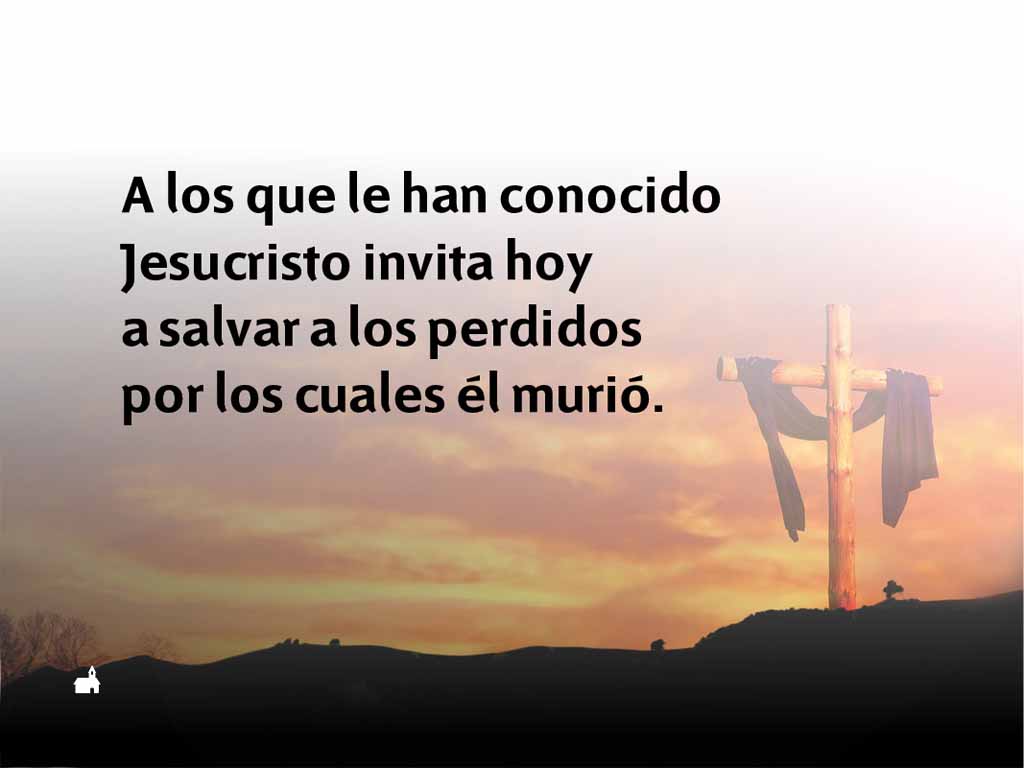 A los que le han conocido
Jesucristo invita hoy
a salvar a los perdidos
por los cuales él murió.